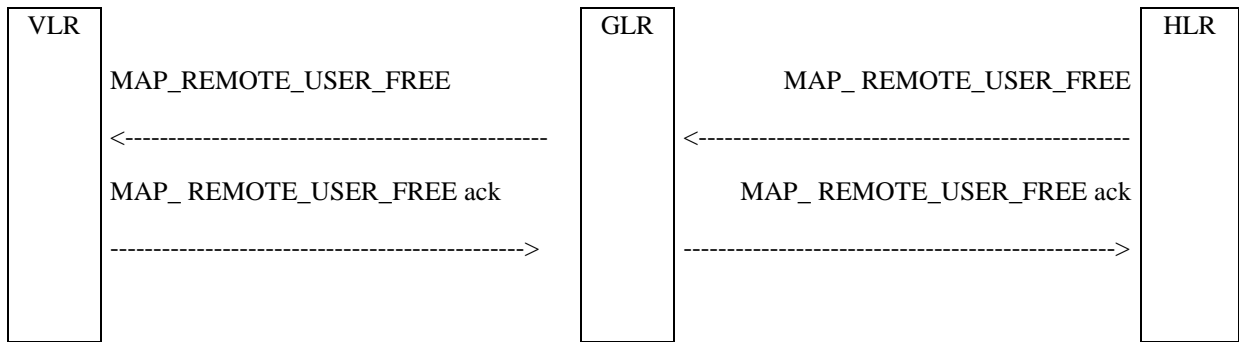 VLR GLR HLR
MAP_REMOTE_USER_FREE MAP_ REMOTE_USER_FREE
<------------------------------------------------- <--------------------------------------------------
MAP_ REMOTE_USER_FREE ack MAP_ REMOTE_USER_FREE ack
------------------------------------------------> -------------------------------------------------->